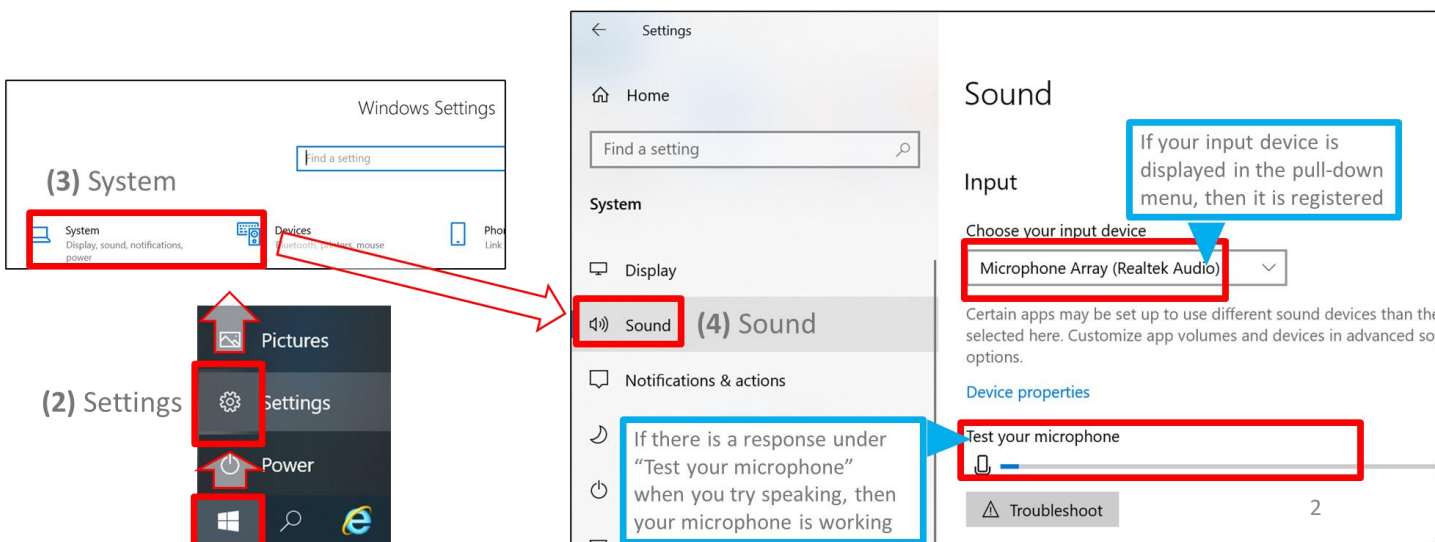 Windows Settings
Find a setting
(3) System
System
Display, sound, notifications,
power
Devices
Bluetooth, printers, mouse
Link
Pictures
(2) Settings
Settings
Power
Settings
Home
Find a setting
System
Display
Sound
(4) Sound
Notifications & actions
If there is a response under
“Test your microphone”
when you try speaking, then
your microphone is working
Sound
If your input device is
displayed in the pull-down
menu, then it is registered
Input
Choose your input device
Microphone Array (Realtek Audio)
Certain apps may be set up to use different sound devices than the
selected here. Customize app volumes and devices in advanced so
options.
Device properties
Test your microphone
Troubleshoot
2